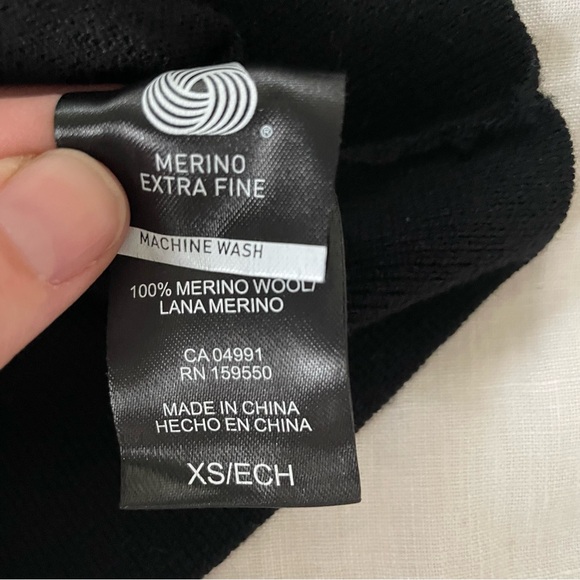 ®
MERINO
EXTRA FINE
MACHINE WASH
100% MERINO WOOL/
LANA MERINO
CA 04991
RN 159550
MADE IN CHINA
HECHO EN CHINA
XS/ECH